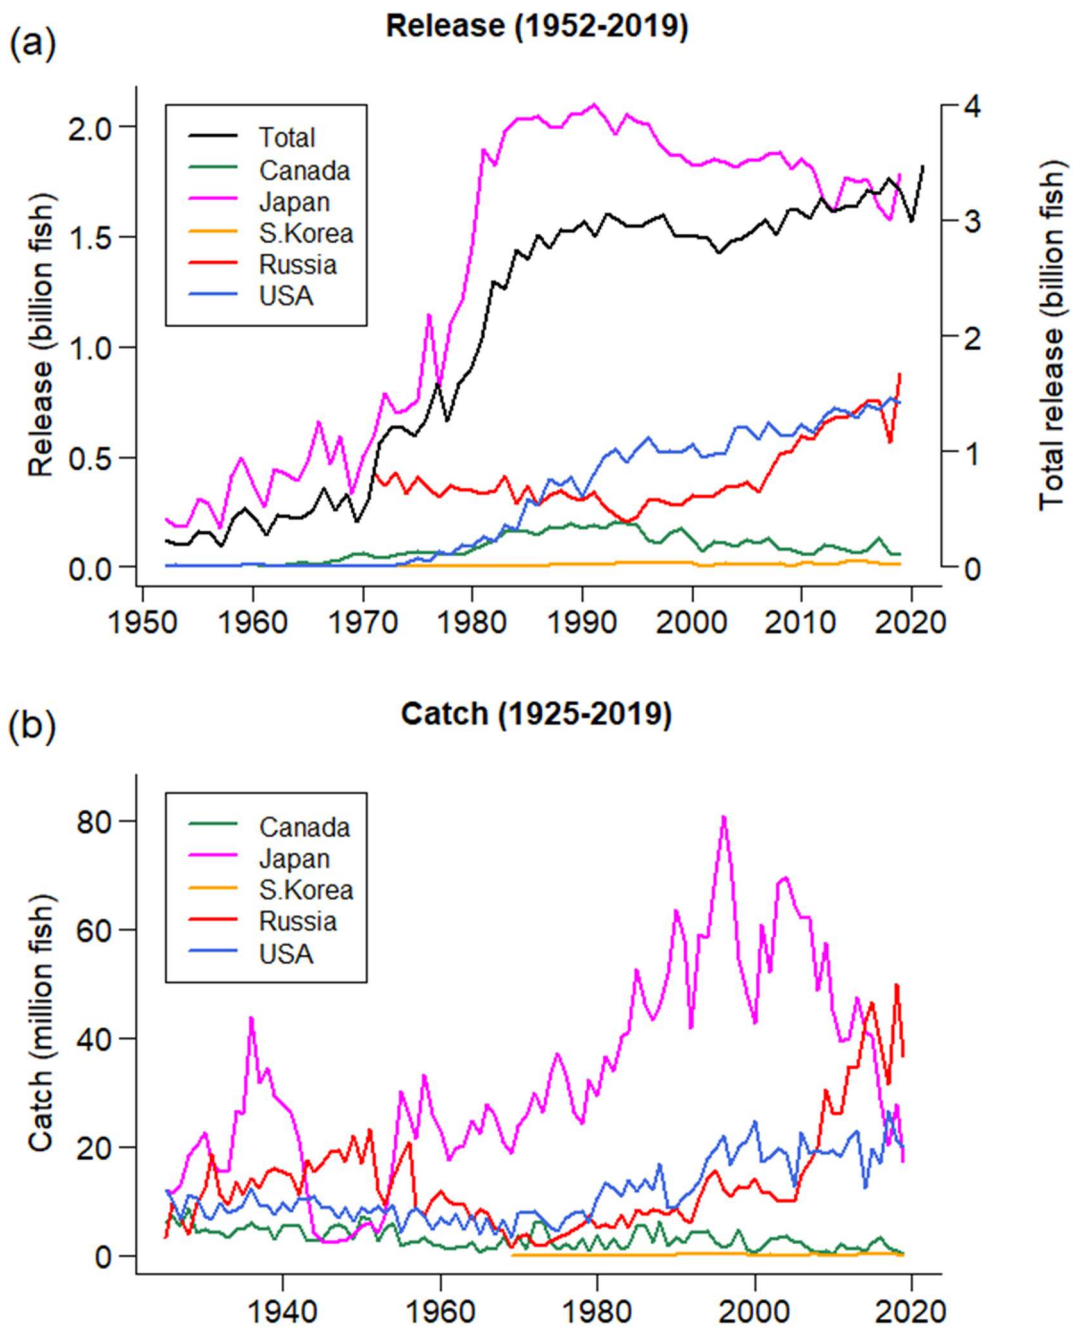 (a)
Release (1952-2019)
Total
Canada
Japan
S.Korea
Russia
USA
Release (billion fish)
2.0
1.5
1.0
0.5
0.0
Total release (billion fish)
4
3
2
1
0
1950 1960 1970 1980 1990 2000 2010 2020
(b)
Catch (1925-2019)
Canada
Japan
S.Korea
Russia
USA
Catch (million fish)
80
60
40
20
0
1940 1960 1980 2000 2020